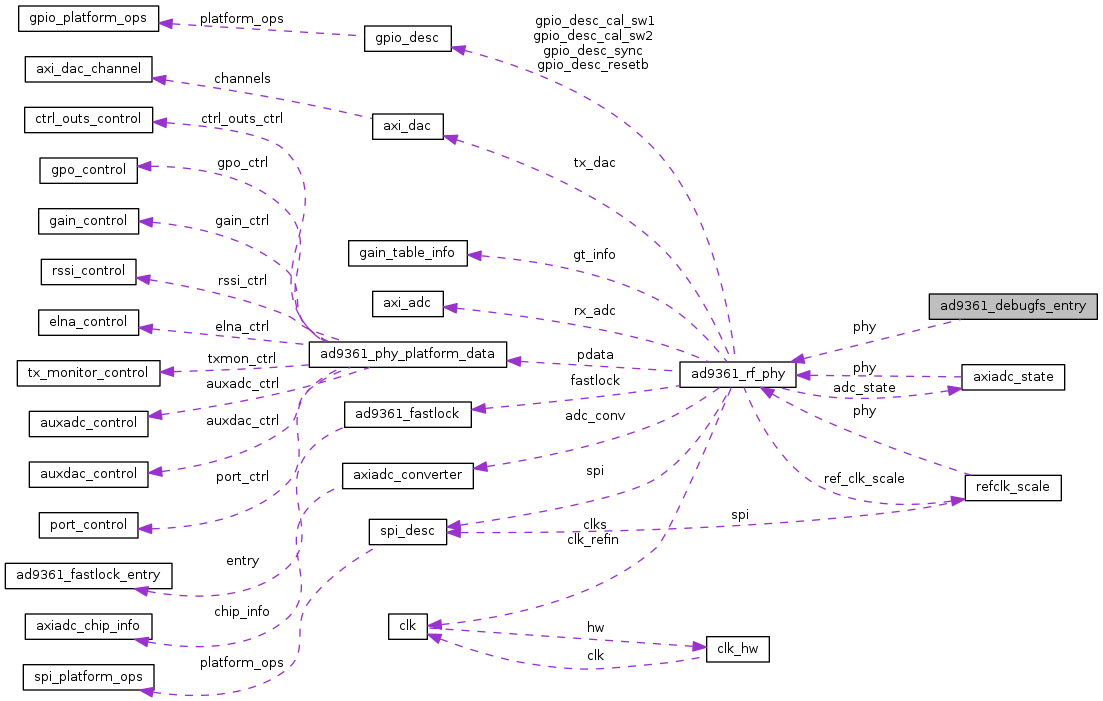 gpio_platform_ops
platform_ops
gpio_desc
gpio_desc_cal_sw1
gpio_desc_cal_sw2
gpio_desc_sync
gpio_desc_resetb
axi_dac_channel
channels
ctrl_outs_control
ctrl_outs_ctrl
axi_dac
gpo_control
gpo_ctrl
tx_dac
gain_control
gain_ctrl
gain_table_info
gt_info
rssi_control
rssi_ctrl
axi_adc
rx_adc
ad9361_debugfs_entry
elna_control
elna_ctrl
phy
ad9361_phy_platform_data
pdata
tx_monitor_control
txmon_ctrl
ad9361_rf_phy
phy
axiadc_state
auxadc_ctrl
fastlock
adc_state
auxadc_control
auxdac_ctrl
ad9361_fastlock
adc_conv
phy
auxdac_control
port_ctrl
axiadc_converter
spi
ref_clk_scale
refclk_scale
port_control
spi_desc
clks
clk_refin
spi
ad9361_fastlock_entry
entry
axiadc_chip_info
chip_info
clk
hw
clk_hw
clk
spi_platform_ops
platform_ops